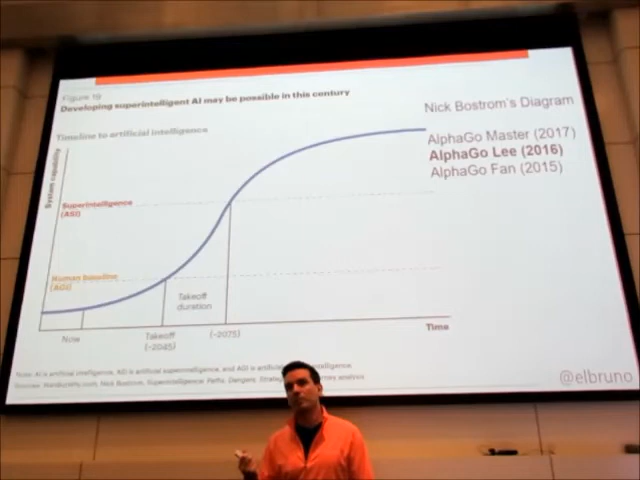 Figure 19
Developing superintelligent AI may be possible in this century
Nick Bostrom's Diagram
Timeline to artificial intelligence
AlphaGo Master (2017)
AlphaGo Lee (2016)
AlphaGo Fan (2015)
System capability
Superintelligence
(ASI)
Human baseline
(AGI)
Takeoff
duration
Now
Takeoff
(~2045)
(~2075)
Time
Note: AI is artificial intelligence, ASI is artificial superintelligence, and AGI is artificial intelligence.
Sources: Nick Bostrom, Superintelligence: Paths, Dangers, analysis
@elbruno